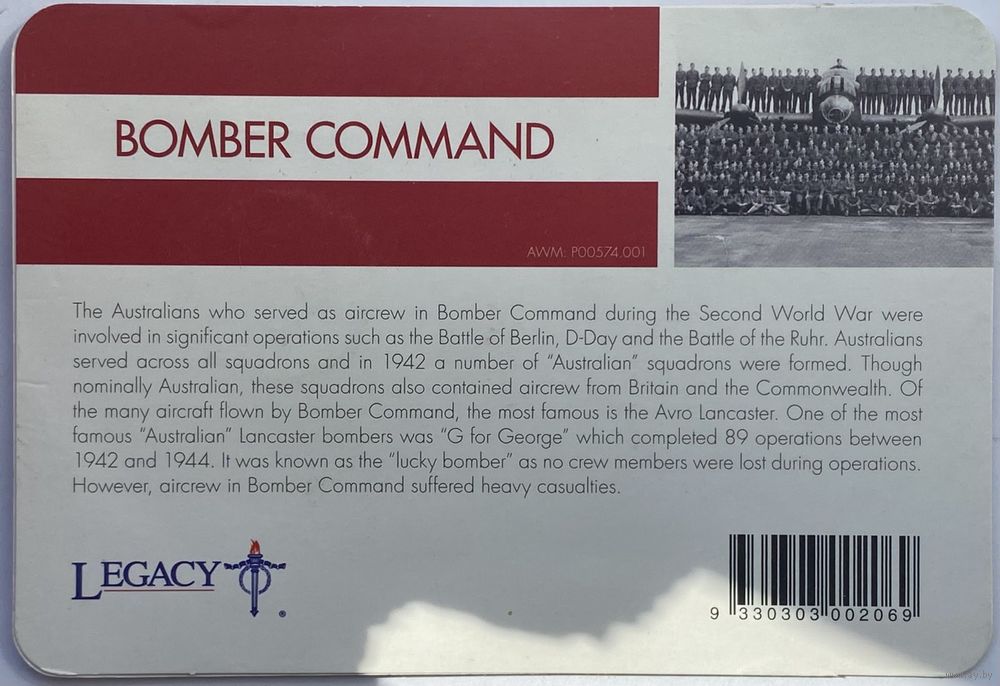 BOMBER COMMAND
AWM: P00574.001
The Australians who served as aircrew in Bomber Command during the Second World War were
involved in significant operations such as the Battle of Berlin, D-Day and the Battle of the Ruhr. Australians
served across all squadrons and in 1942 a number of “Australian” squadrons were formed. Though
nominally Australian, these squadrons also contained aircrew from Britain and the Commonwealth. Of
the many aircraft flown by Bomber Command, the most famous is the Avro Lancaster. One of the most
famous “Australian” Lancaster bombers was “G for George” which completed 89 operations between
1942 and 1944. It was known as the “lucky bomber” as no crew members were lost during operations.
However, aircrew in Bomber Command suffered heavy casualties.
LEGACY
®
9 330303 002069